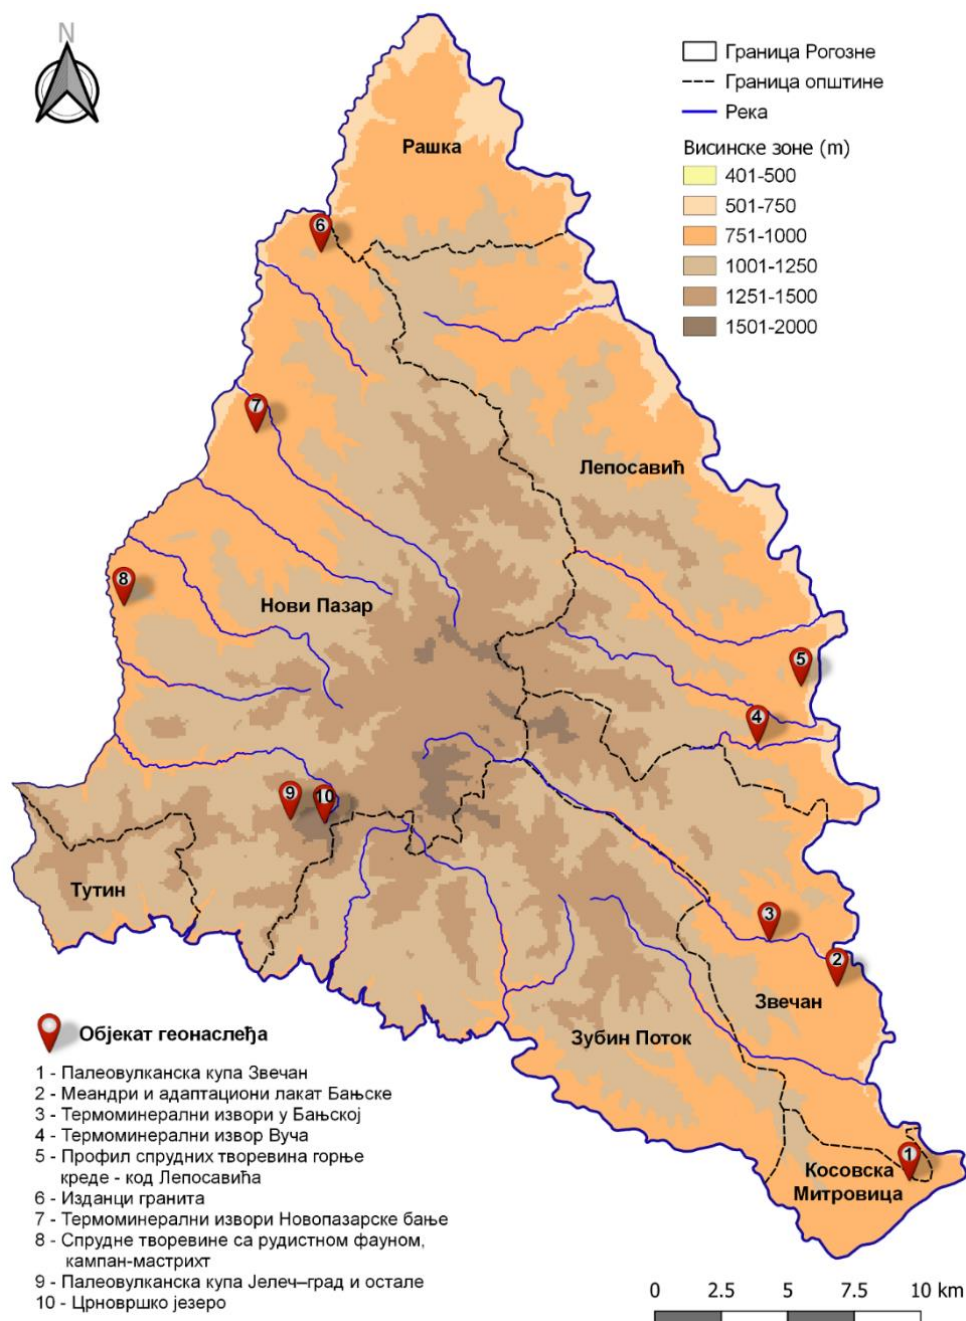 N
Граница Рогозне
Граница општине
Река
Висинске зоне (m)
401-500
501-750
751-1000
1001-1250
1251-1500
1501-2000
Рашка
6
7
Лепосавић
8
Нови Пазар
5
4
9
10
Тутин
3
2
Звечан
Зубин Поток
1
Косовска
Митровица
Објекат геонаслеђа
1 - Палеовулканска купа Звечан
2 - Меандри и адаптациони лакат Бањске
3 - Термоминерални извори у Бањској
4 - Термоминерални извор Вуча
5 - Профил спрудних творевина горње
креде - код Лепосавића
6 - Изданци гранита
7 - Термоминерални извори Новопазарске бање
8 - Спрудне творевине са рудистном фауном,
кампан-мастрихт
9 - Палеовулканска купа Јелеч–град и остале
10 - Црновршко језеро
0 2.5 5 7.5 10 km